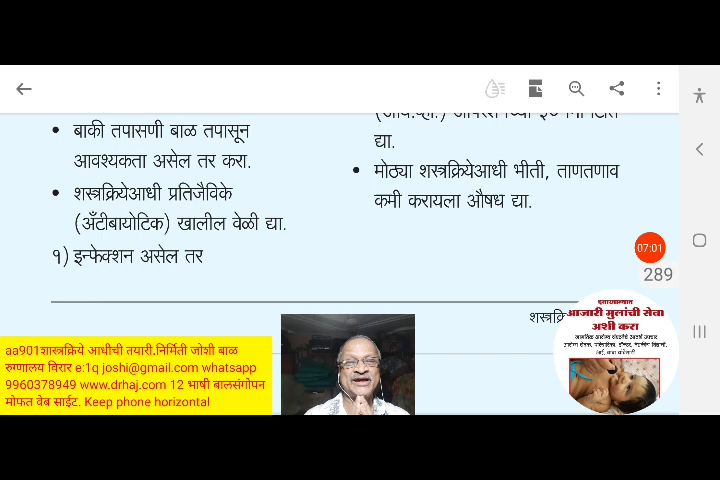 बाकी तपासणी बाळ तपासून
आवश्यकता असेल तर करा.
शस्त्रक्रियेआधी प्रतिजैविके
(अँटीबायोटिक) खालील वेळी द्या.
१) इन्फेक्शन असेल तर
द्या.
मोठ्या शस्त्रक्रियेआधी भीती, ताणतणाव
कमी करायला औषध द्या.
07:01
289
आजारी मुलांची सेवा
अशी करा
aa901शास्त्रक्रिये आधीची तयारी.निर्मिती जोशी बाळ
रुग्णालय विरार e:1q joshi@gmail.com whatsapp
9960378949 www.drhaj.com 12 भाषी बालसंगोपन
मोफत वेब साईट. Keep phone horizontal